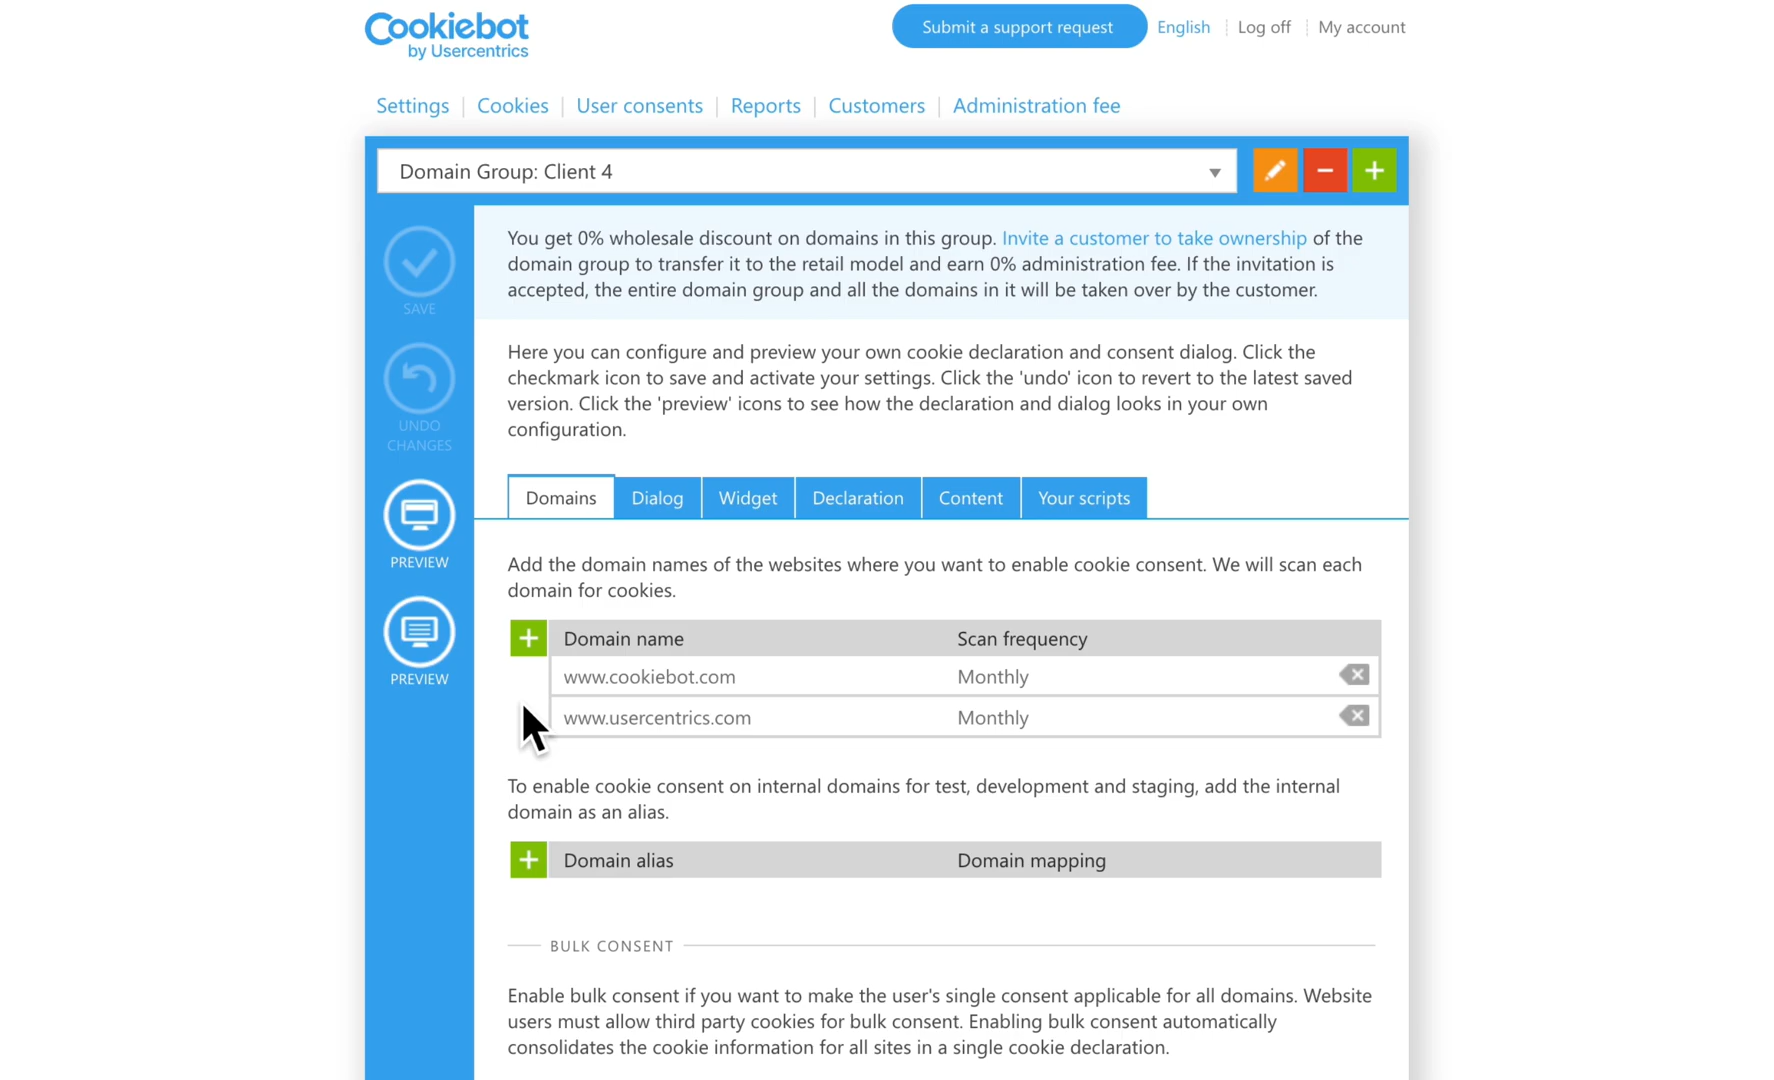 Cookiebot
by Usercentrics
Submit a support request
English
Log off
My account
Settings
Cookies
User consents
Reports
Customers
Administration fee
Domain Group: Client 4
SAVE
UNDO
CHANGES
PREVIEW
PREVIEW
You get 0% wholesale discount on domains in this group. Invite a customer to take ownership of the
domain group to transfer it to the retail model and earn 0% administration fee. If the invitation is
accepted, the entire domain group and all the domains in it will be taken over by the customer.
Here you can configure and preview your own cookie declaration and consent dialog. Click the
checkmark icon to save and activate your settings. Click the 'undo' icon to revert to the latest saved
version. Click the 'preview' icons to see how the declaration and dialog looks in your own
configuration.
Domains
Dialog
Widget
Declaration
Content
Your scripts
Add the domain names of the websites where you want to enable cookie consent. We will scan each
domain for cookies.
Domain name
Scan frequency
www.cookiebot.com
Monthly
www.usercentrics.com
Monthly
To enable cookie consent on internal domains for test, development and staging, add the internal
domain as an alias.
Domain alias
Domain mapping
BULK CONSENT
Enable bulk consent if you want to make the user's single consent applicable for all domains. Website
users must allow third party cookies for bulk consent. Enabling bulk consent automatically
consolidates the cookie information for all sites in a single cookie declaration.